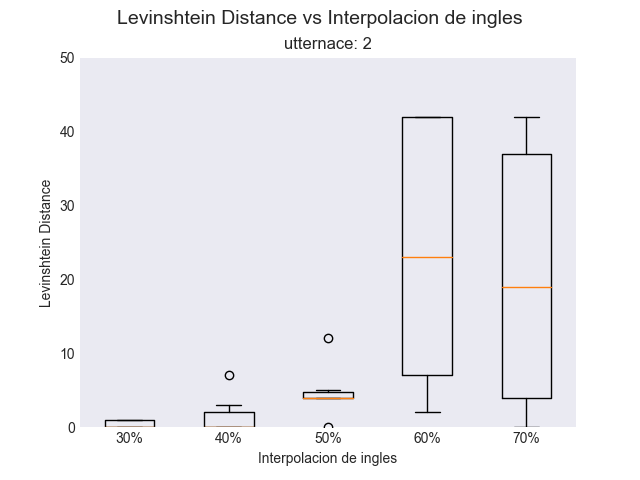 Levinshtein Distance vs Interpolacion de ingles
utternace: 2
50
40
30
20
10
0
Levinshtein Distance
30% 40% 50% 60% 70%
Interpolacion de ingles